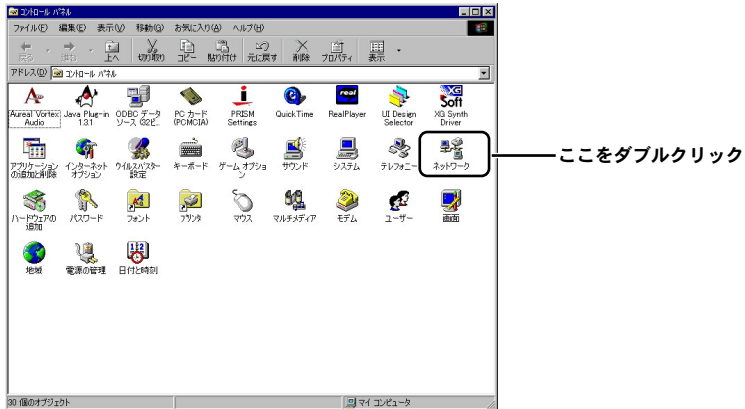 コントロール パネル
ファイル(F) 編集(E) 表示(V) 移動(G) お気に入り(A) ヘルプ(H)
戻る 進む 上へ 切り取り コピー 貼り付け 元に戻す 削除 プロパティ 表示
アドレス(D) コントロール パネル
Aureal Vortex Audio
Java Plug-in 1.3.1
ODBC データ ソース (32ビ...
PC カード (PCMCIA)
PRISM Settings
QuickTime
real
RealPlayer
UI Design Selector
XG Soft
XG Synth Driver
アプリケーションの追加と削除
インターネット オプション
ウイルスバスター設定
キーボード
ゲーム オプション
サウンド
システム
テレフォニー
ネットワーク
ここをダブルクリック
ハードウェアの追加
パスワード
フォント
プリンタ
マウス
マルチメディア
モデム
ユーザー
画面
地域
電源の管理
日付と時刻
30 個のオブジェクト
マイ コンピュータ